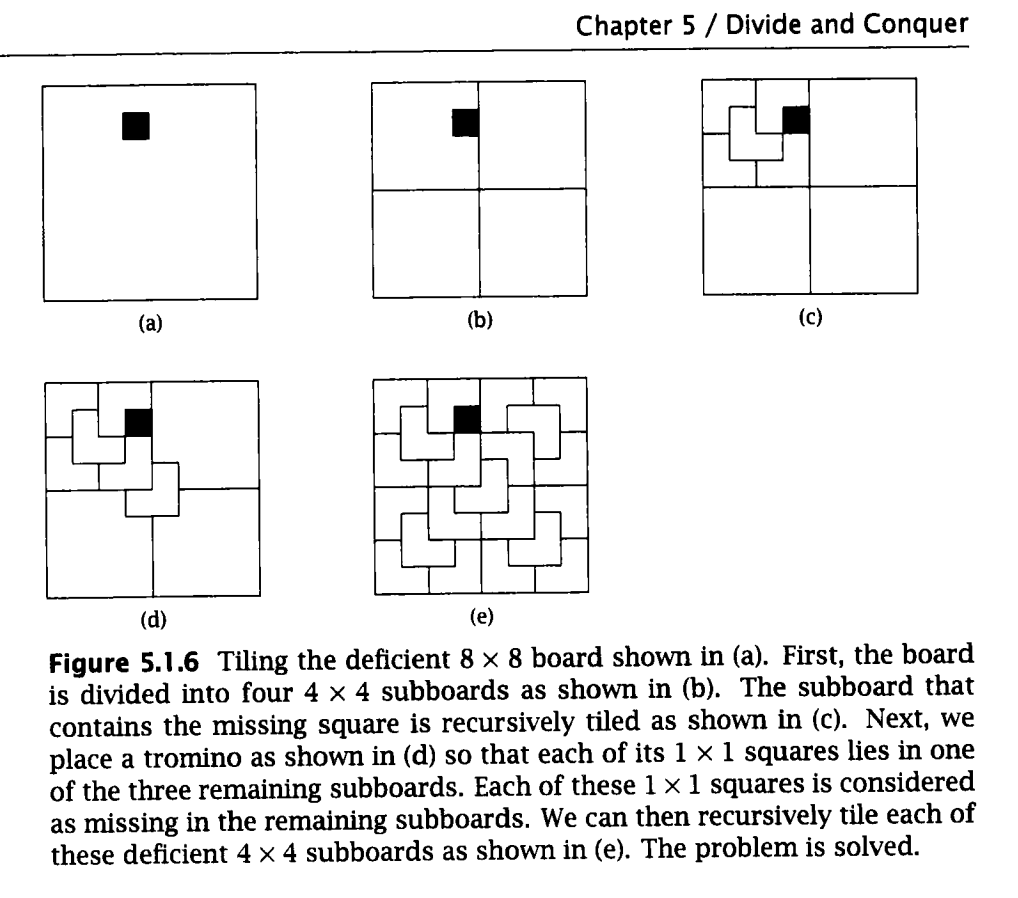 Chapter 5 / Divide and Conquer
(a)
(b)
(c)
(d)
(e)
Figure 5.1.6 Tiling the deficient 8 × 8 board shown in (a). First, the board
is divided into four 4 × 4 subboards as shown in (b). The subboard that
contains the missing square is recursively tiled as shown in (c). Next, we
place a tromino as shown in (d) so that each of its 1 × 1 squares lies in one
of the three remaining subboards. Each of these 1 × 1 squares is considered
as missing in the remaining subboards. We can then recursively tile each of
these deficient 4 × 4 subboards as shown in (e). The problem is solved.